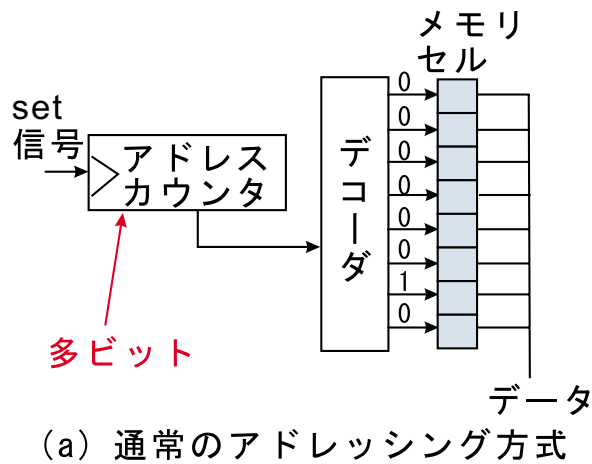 メモリ
セル
set
信号
アドレス
カウンタ
デコーダ
0
0
0
0
0
0
1
0
多ビット
データ
(a) 通常のアドレッシング方式